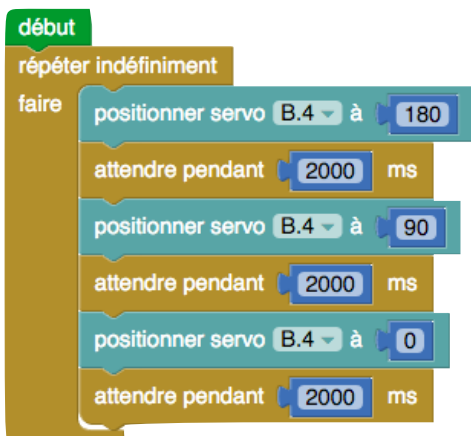 début
répéter indéfiniment
faire positionner servo B.4 à 180
attendre pendant 2000 ms
positionner servo B.4 à 90
attendre pendant 2000 ms
positionner servo B.4 à 0
attendre pendant 2000 ms